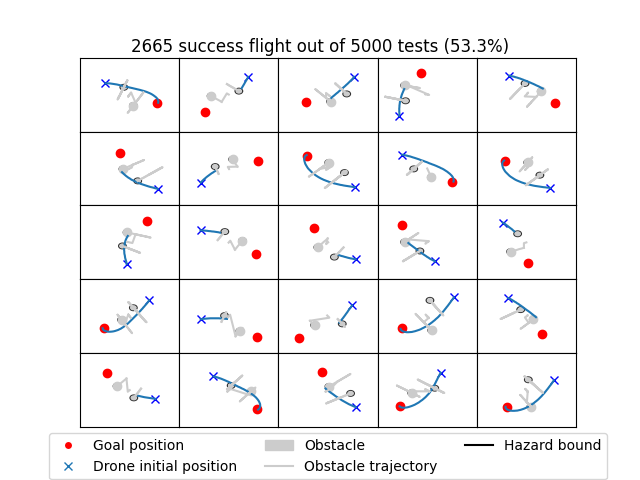 2665 success flight out of 5000 tests (53.3%)
Goal position
Obstacle
Hazard bound
Drone initial position
Obstacle trajectory